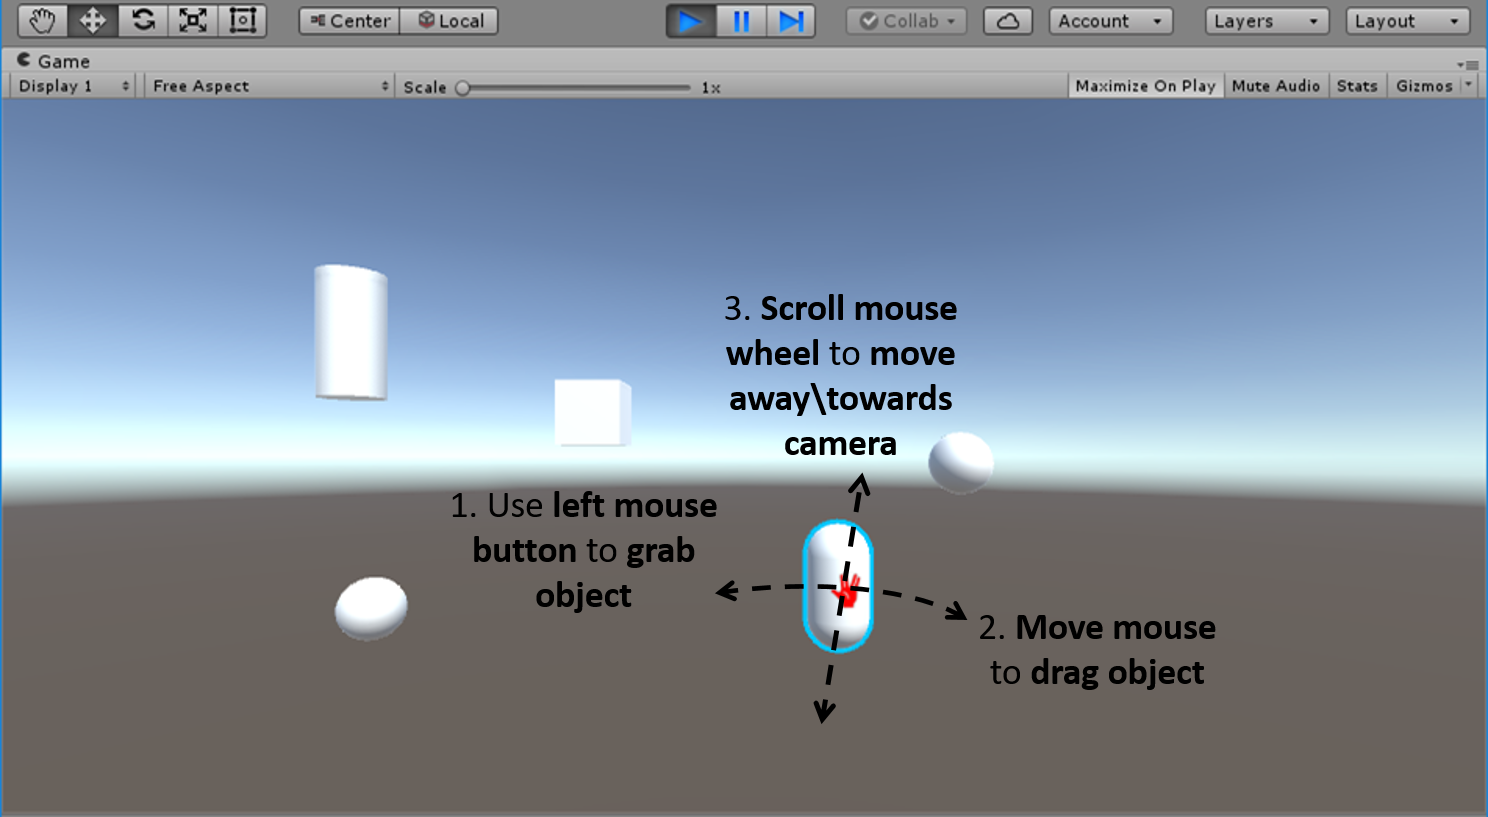 Center Local Collab Account Layers Layout
Game
Display 1 Free Aspect Scale 1x Maximize On Play Mute Audio Stats Gizmos
3. Scroll mouse
wheel to move
away\towards
camera
1. Use left mouse
button to grab
object
2. Move mouse
to drag object